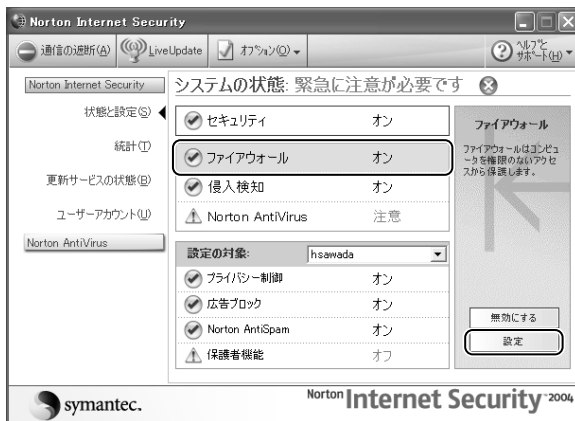 Norton Internet Security
通信の遮断(A)
LiveUpdate
オプション(O)
ヘルプと
サポート(H)
Norton Internet Security
状態と設定(S)
統計(T)
更新サービスの状態(B)
ユーザーアカウント(U)
Norton AntiVirus
システムの状態: 緊急に注意が必要です
セキュリティ オン
ファイアウォール オン
侵入検知 オン
Norton AntiVirus 注意
設定の対象: hsawada
プライバシー制御 オン
広告ブロック オン
Norton AntiSpam オン
保護者機能 オフ
ファイアウォール
ファイアウォールはコンピュ
ータを権限のないアクセ
スから保護します。
無効にする
設定
symantec.
Norton Internet Security 2004